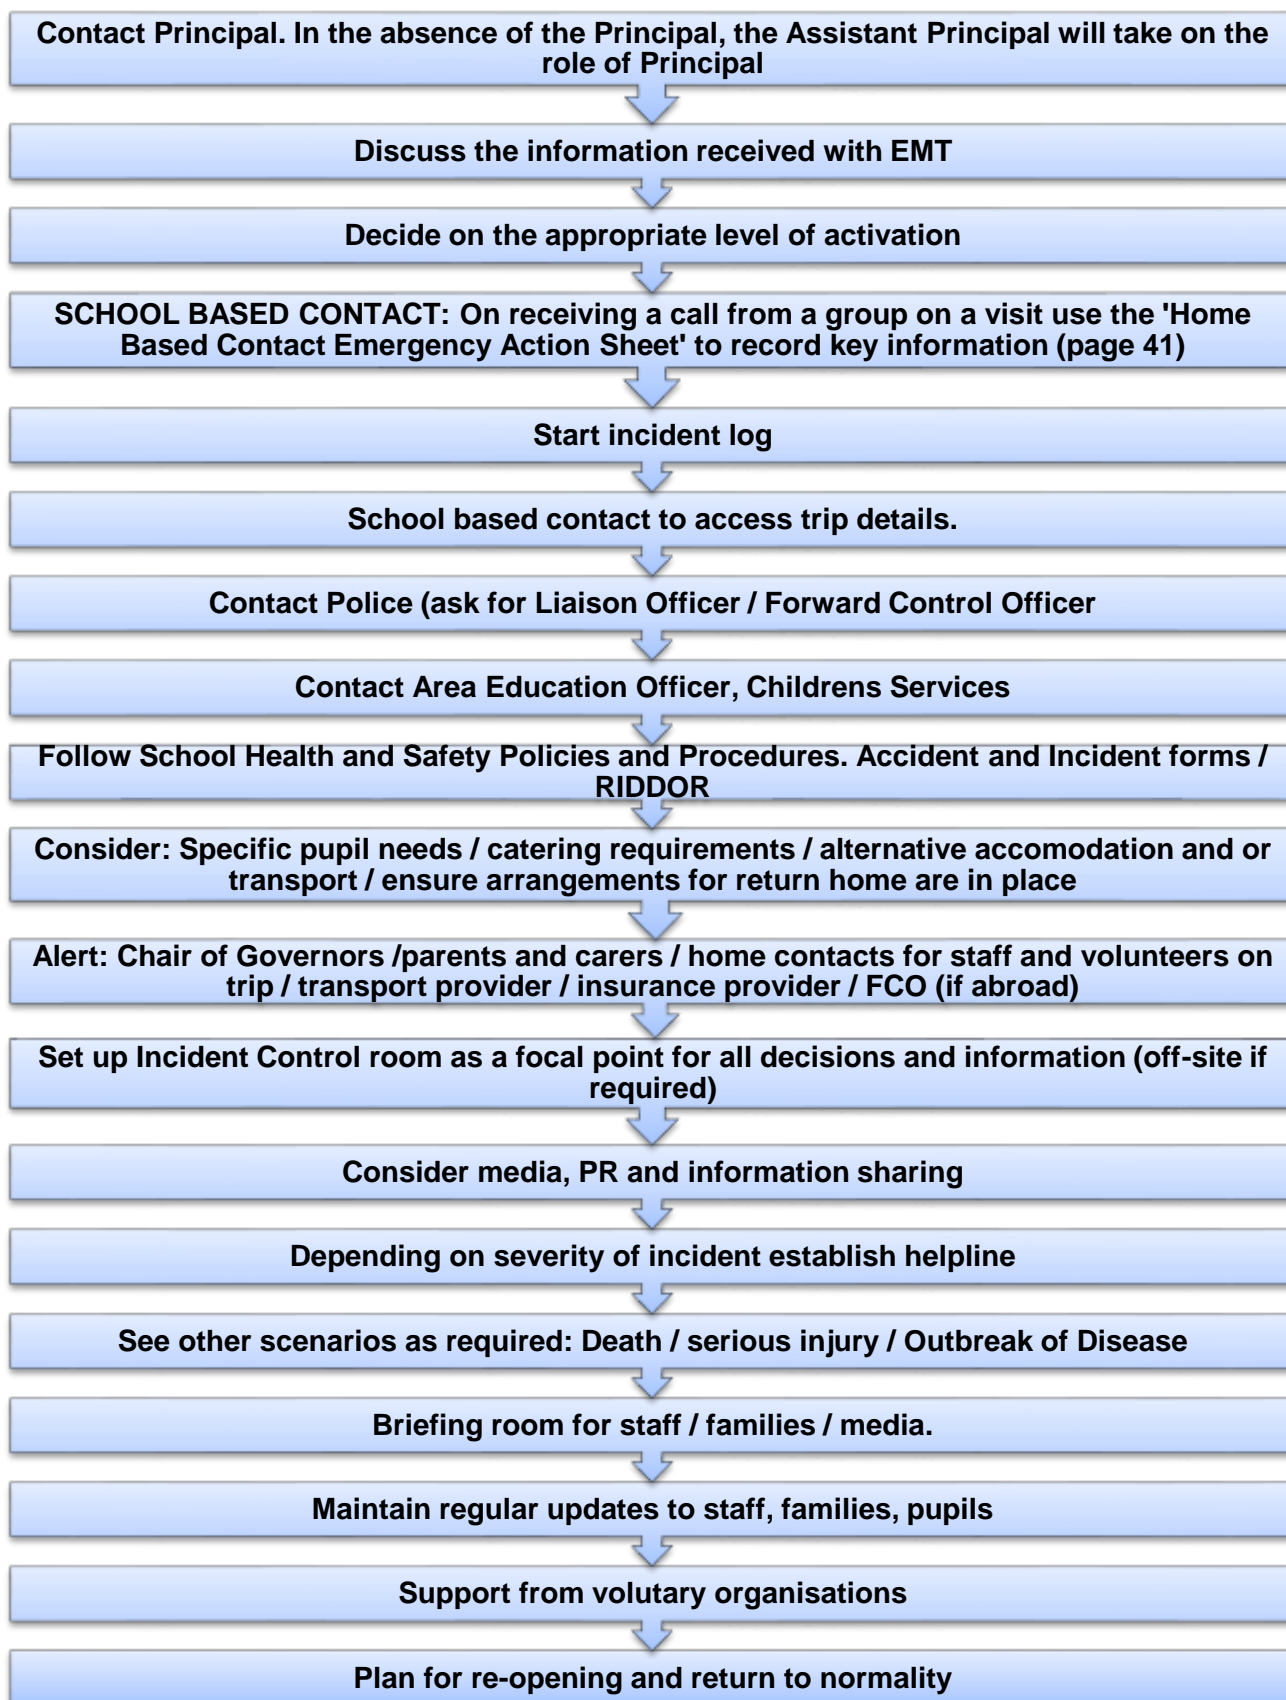 Contact Principal. In the absence of the Principal, the Assistant Principal will take on the
role of Principal
Discuss the information received with EMT
Decide on the appropriate level of activation
SCHOOL BASED CONTACT: On receiving a call from a group on a visit use the 'Home
Based Contact Emergency Action Sheet' to record key information (page 41)
Start incident log
School based contact to access trip details.
Contact Police (ask for Liaison Officer / Forward Control Officer
Contact Area Education Officer, Childrens Services
Follow School Health and Safety Policies and Procedures. Accident and Incident forms /
RIDDOR
Consider: Specific pupil needs / catering requirements / alternative accomodation and or
transport / ensure arrangements for return home are in place
Alert: Chair of Governors /parents and carers / home contacts for staff and volunteers on
trip / transport provider / insurance provider / FCO (if abroad)
Set up Incident Control room as a focal point for all decisions and information (off-site if
required)
Consider media, PR and information sharing
Depending on severity of incident establish helpline
See other scenarios as required: Death / serious injury / Outbreak of Disease
Briefing room for staff / families / media.
Maintain regular updates to staff, families, pupils
Support from volutary organisations
Plan for re-opening and return to normality